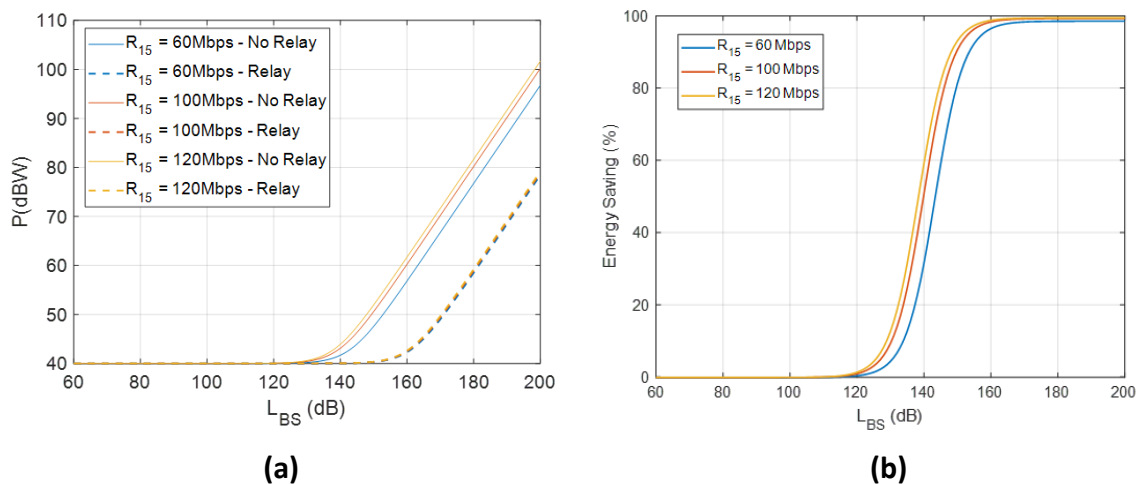 110
100
90
80
70
60
50
40
P(dBW)
R15 = 60Mbps - No Relay
R15 = 60Mbps - Relay
R15 = 100Mbps - No Relay
R15 = 100Mbps - Relay
R15 = 120Mbps - No Relay
R15 = 120Mbps - Relay
60 80 100 120 140 160 180 200
LBS (dB)
(a)
100
80
60
40
20
0
Energy Saving (%)
R15 = 60 Mbps
R15 = 100 Mbps
R15 = 120 Mbps
60 80 100 120 140 160 180 200
LBS (dB)
(b)